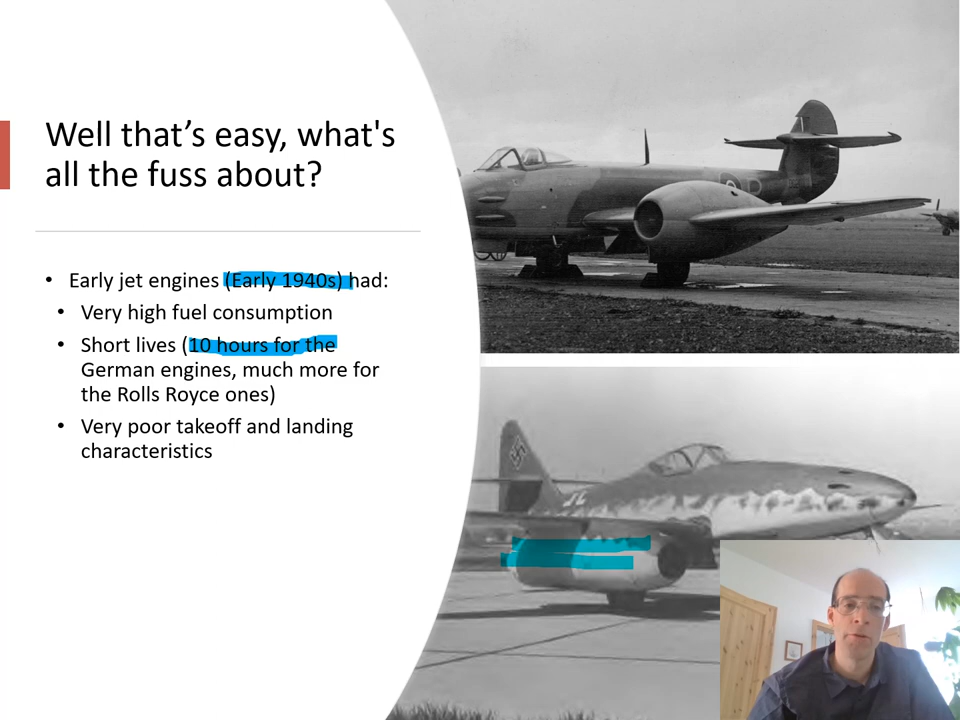 Well that’s easy, what's
all the fuss about?
• Early jet engines (Early 1940s) had:
• Very high fuel consumption
• Short lives (10 hours for the
German engines, much more for
the Rolls Royce ones)
• Very poor takeoff and landing
characteristics